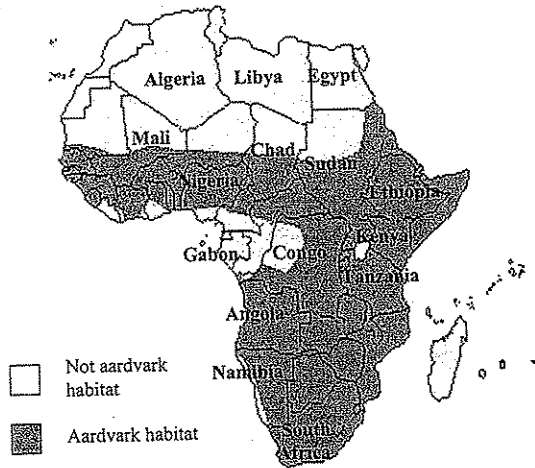 Algeria
Libya
Egypt
Mali
Chad
Sudan
Nigeria
Ethiopia
Gabon
Congo
Kenya
Tanzania
Angola
Namibia
South
Africa
Not aardvark
habitat
Aardvark habitat